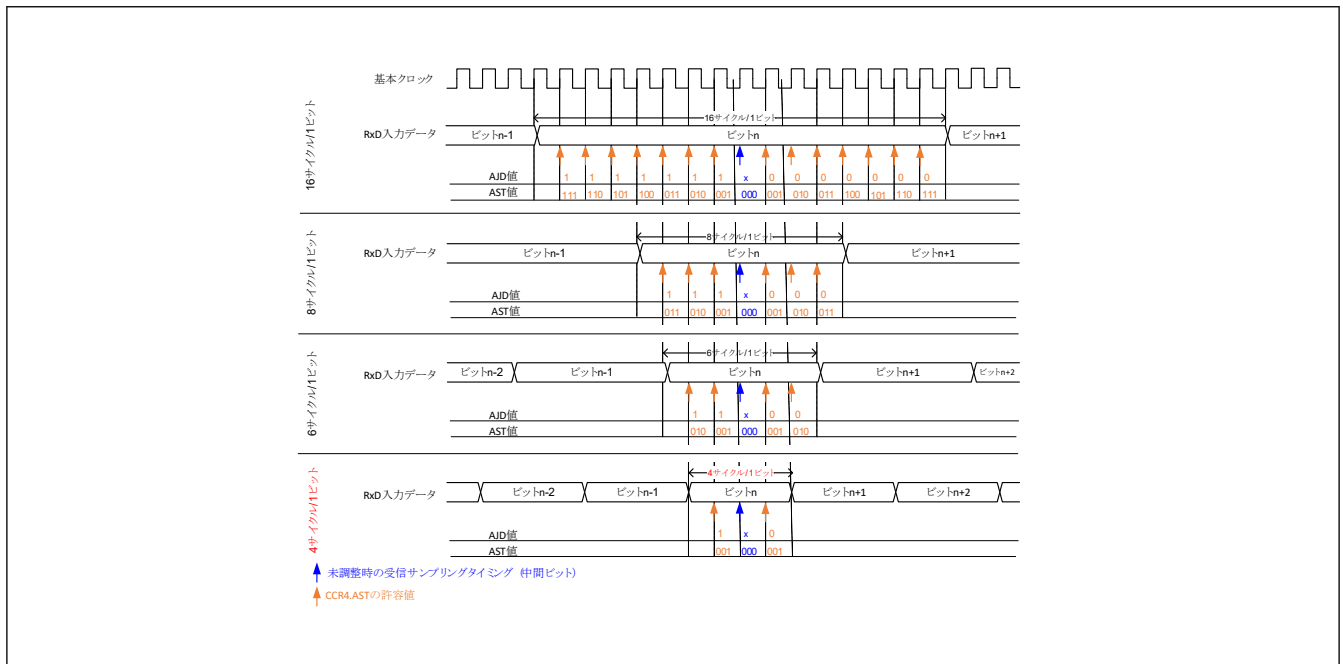 基本クロック
16サイクル/1ビット
16サイクル/1ビット
RxD入力データ ビットn-1 ビットn ビットn+1
AJD値 1 1 1 1 1 1 1 x 0 0 0 0 0 0 0
AST値 111 110 101 100 011 010 001 000 001 010 011 100 101 110 111
8サイクル/1ビット
8サイクル/1ビット
RxD入力データ ビットn-1 ビットn ビットn+1
AJD値 1 1 1 x 0 0 0
AST値 011 010 001 000 001 010 011
6サイクル/1ビット
6サイクル/1ビット
RxD入力データ ビットn-2 ビットn-1 ビットn ビットn+1 ビットn+2
AJD値 1 1 x 0 0
AST値 010 001 000 001 010
4サイクル/1ビット
4サイクル/1ビット
RxD入力データ ビットn-2 ビットn-1 ビットn ビットn+1 ビットn+2
AJD値 1 x 0
AST値 001 000 001
未調整時の受信サンプリングタイミング (中間ビット)
CCR4.ASTの許容値